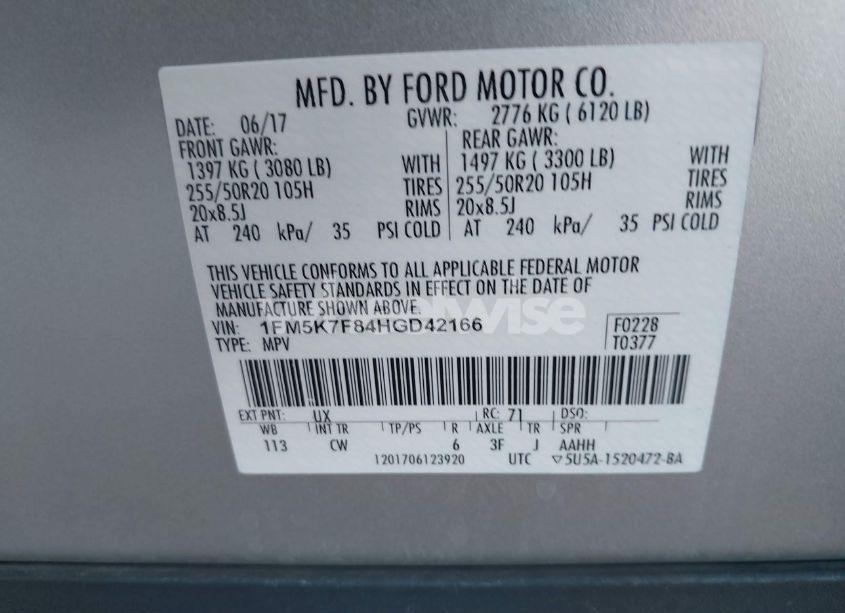 MFD. BY FORD MOTOR CO.
DATE: 06/17 GVWR: 2776 KG ( 6120 LB)
FRONT GAWR: REAR GAWR:
1397 KG ( 3080 LB) WITH 1497 KG ( 3300 LB) WITH
255/50R20 105H TIRES 255/50R20 105H TIRES
20x8.5J RIMS 20x8.5J RIMS
AT 240 kPa/ 35 PSI COLD AT 240 kPa/ 35 PSI COLD
THIS VEHICLE CONFORMS TO ALL APPLICABLE FEDERAL MOTOR
VEHICLE SAFETY STANDARDS IN EFFECT ON THE DATE OF
MANUFACTURE SHOWN ABOVE.
VIN: 1FM5K7F84HGD42166 F0228
TYPE: MPV T0377
EXT PNT: UX RC: 71 DSO:
WB INT TR TP/PS R AXLE TR SPR
113 CW 6 3F J AAHH
1201706123920 UTC ▽5U5A-1520472-BA